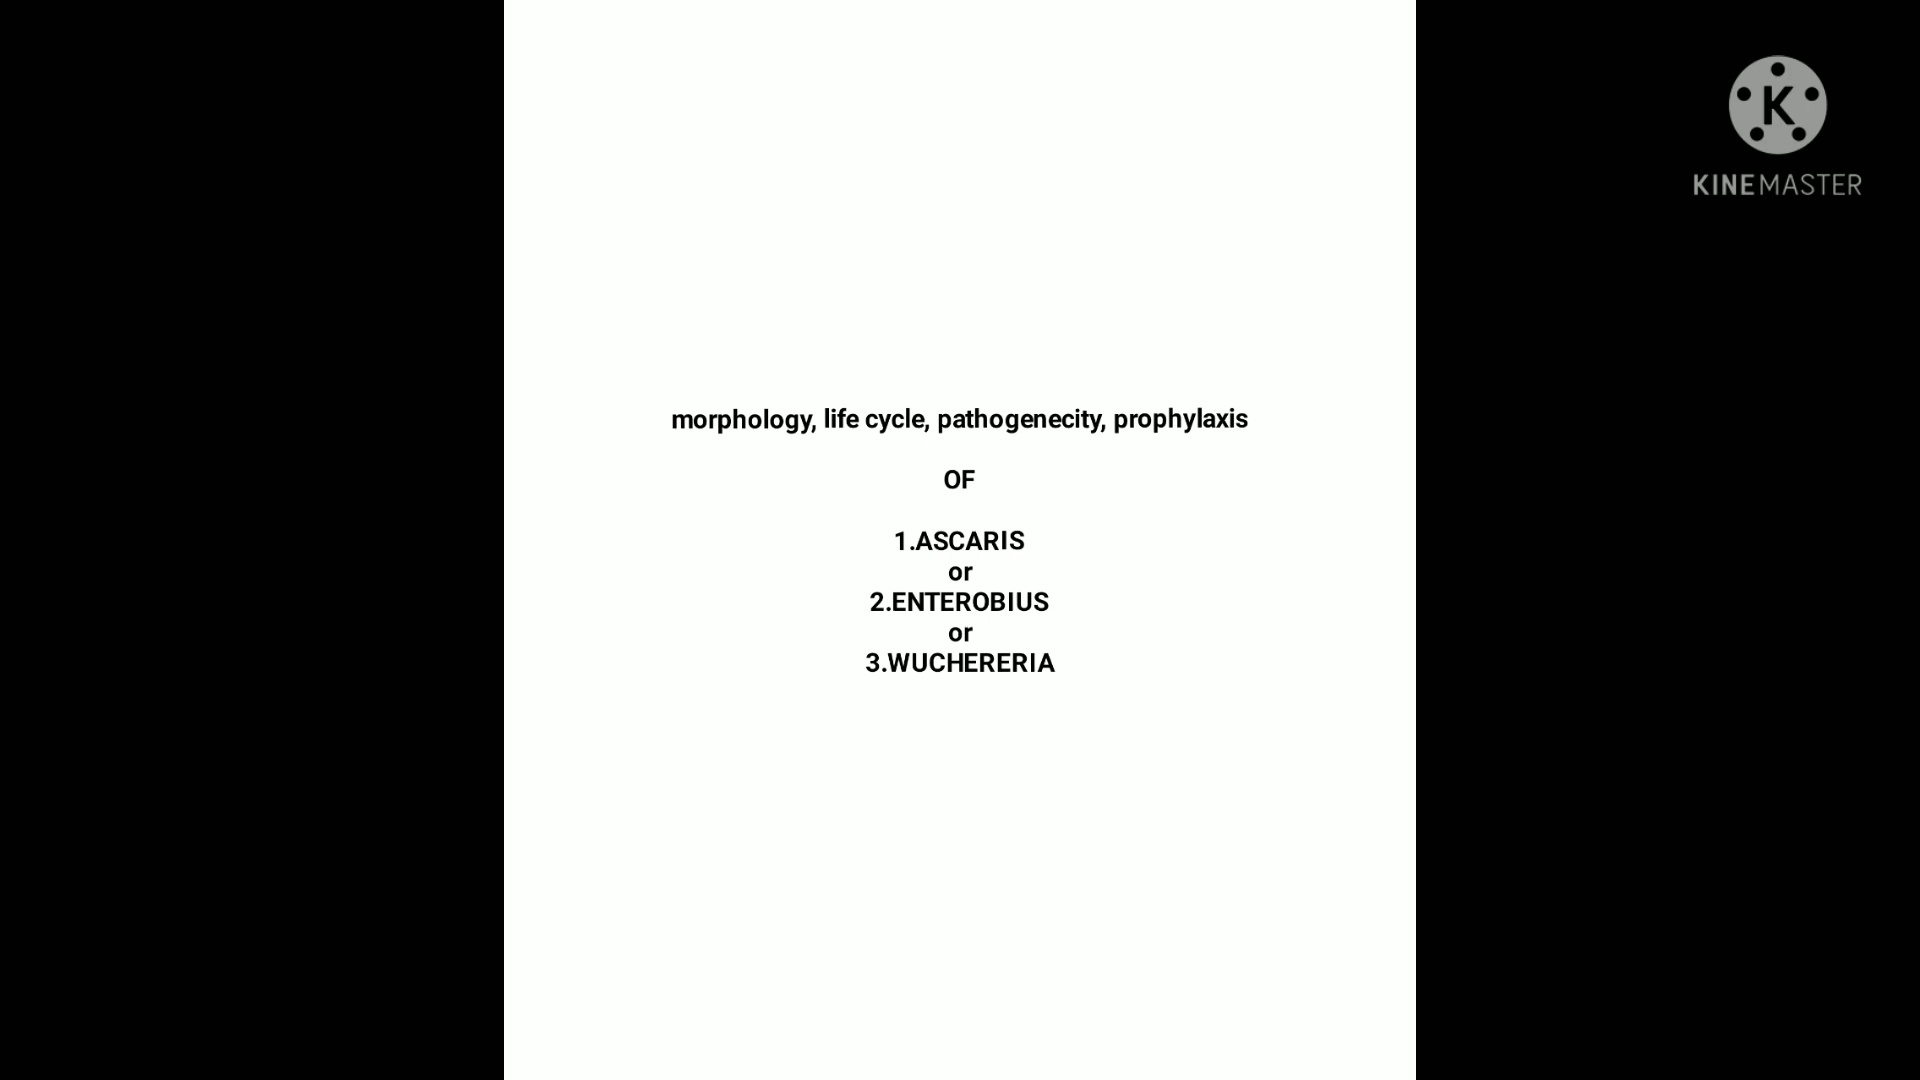 morphology, life cycle, pathogenecity, prophylaxis
OF
1.ASCARIS
or
2.ENTEROBIUS
or
3.WUCHERERIA
K
KINEMASTER